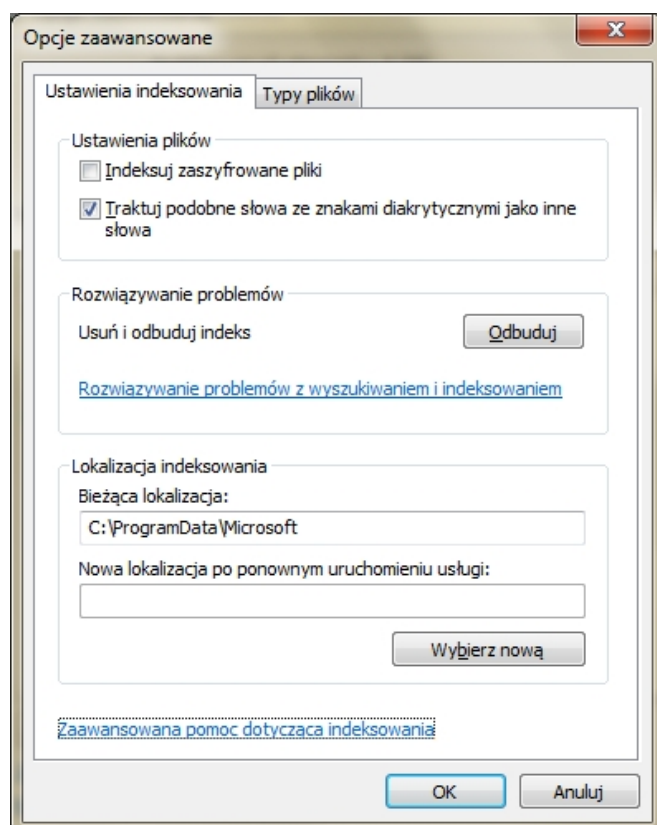 Opcje zaawansowane
Ustawienia indeksowania
Typy plików
Ustawienia plików
Indeksuj zaszyfrowane pliki
Traktuj podobne słowa ze znakami diakrytycznymi jako inne
słowa
Rozwiązywanie problemów
Usuń i odbuduj indeks
Odbuduj
Rozwiazywanie problemów z wyszukiwaniem i indeksowaniem
Lokalizacja indeksowania
Bieżąca lokalizacja:
C:\ProgramData\Microsoft
Nowa lokalizacja po ponownym uruchomieniu usługi:
Wybierz nową
Zaawansowana pomoc dotycząca indeksowania
OK
Anuluj